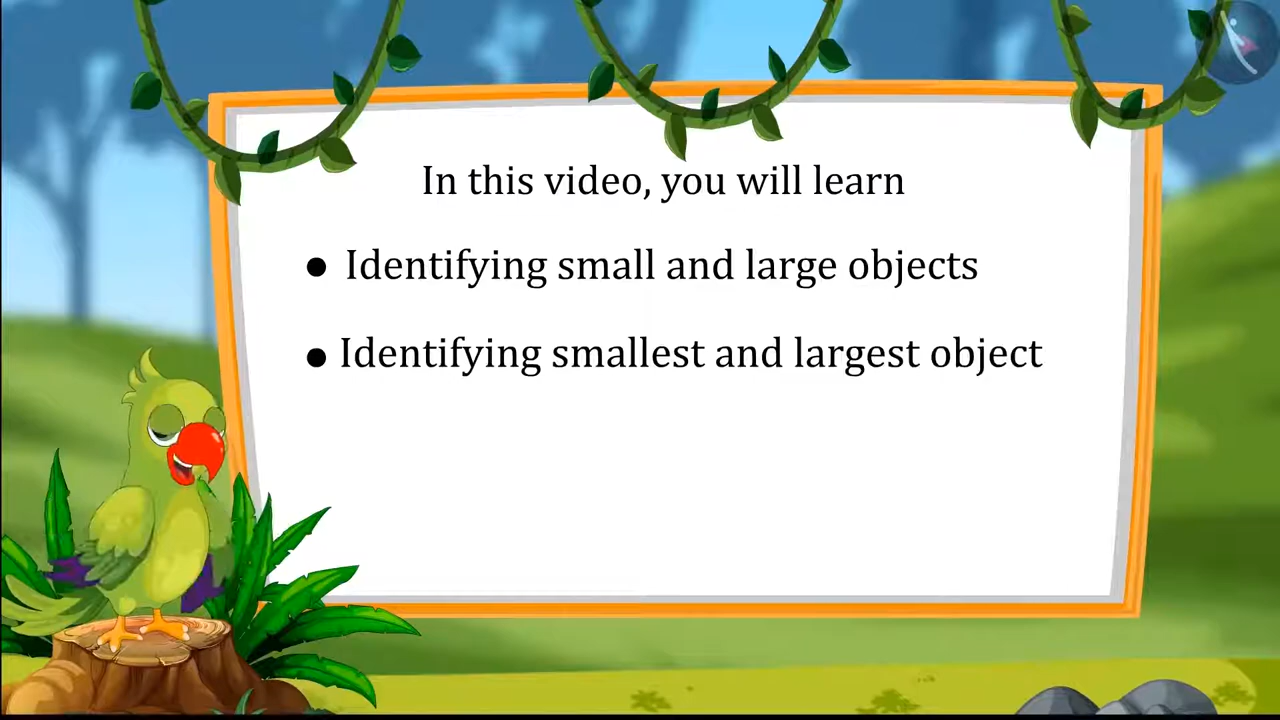 In this video, you will learn
● Identifying small and large objects
● Identifying smallest and largest object